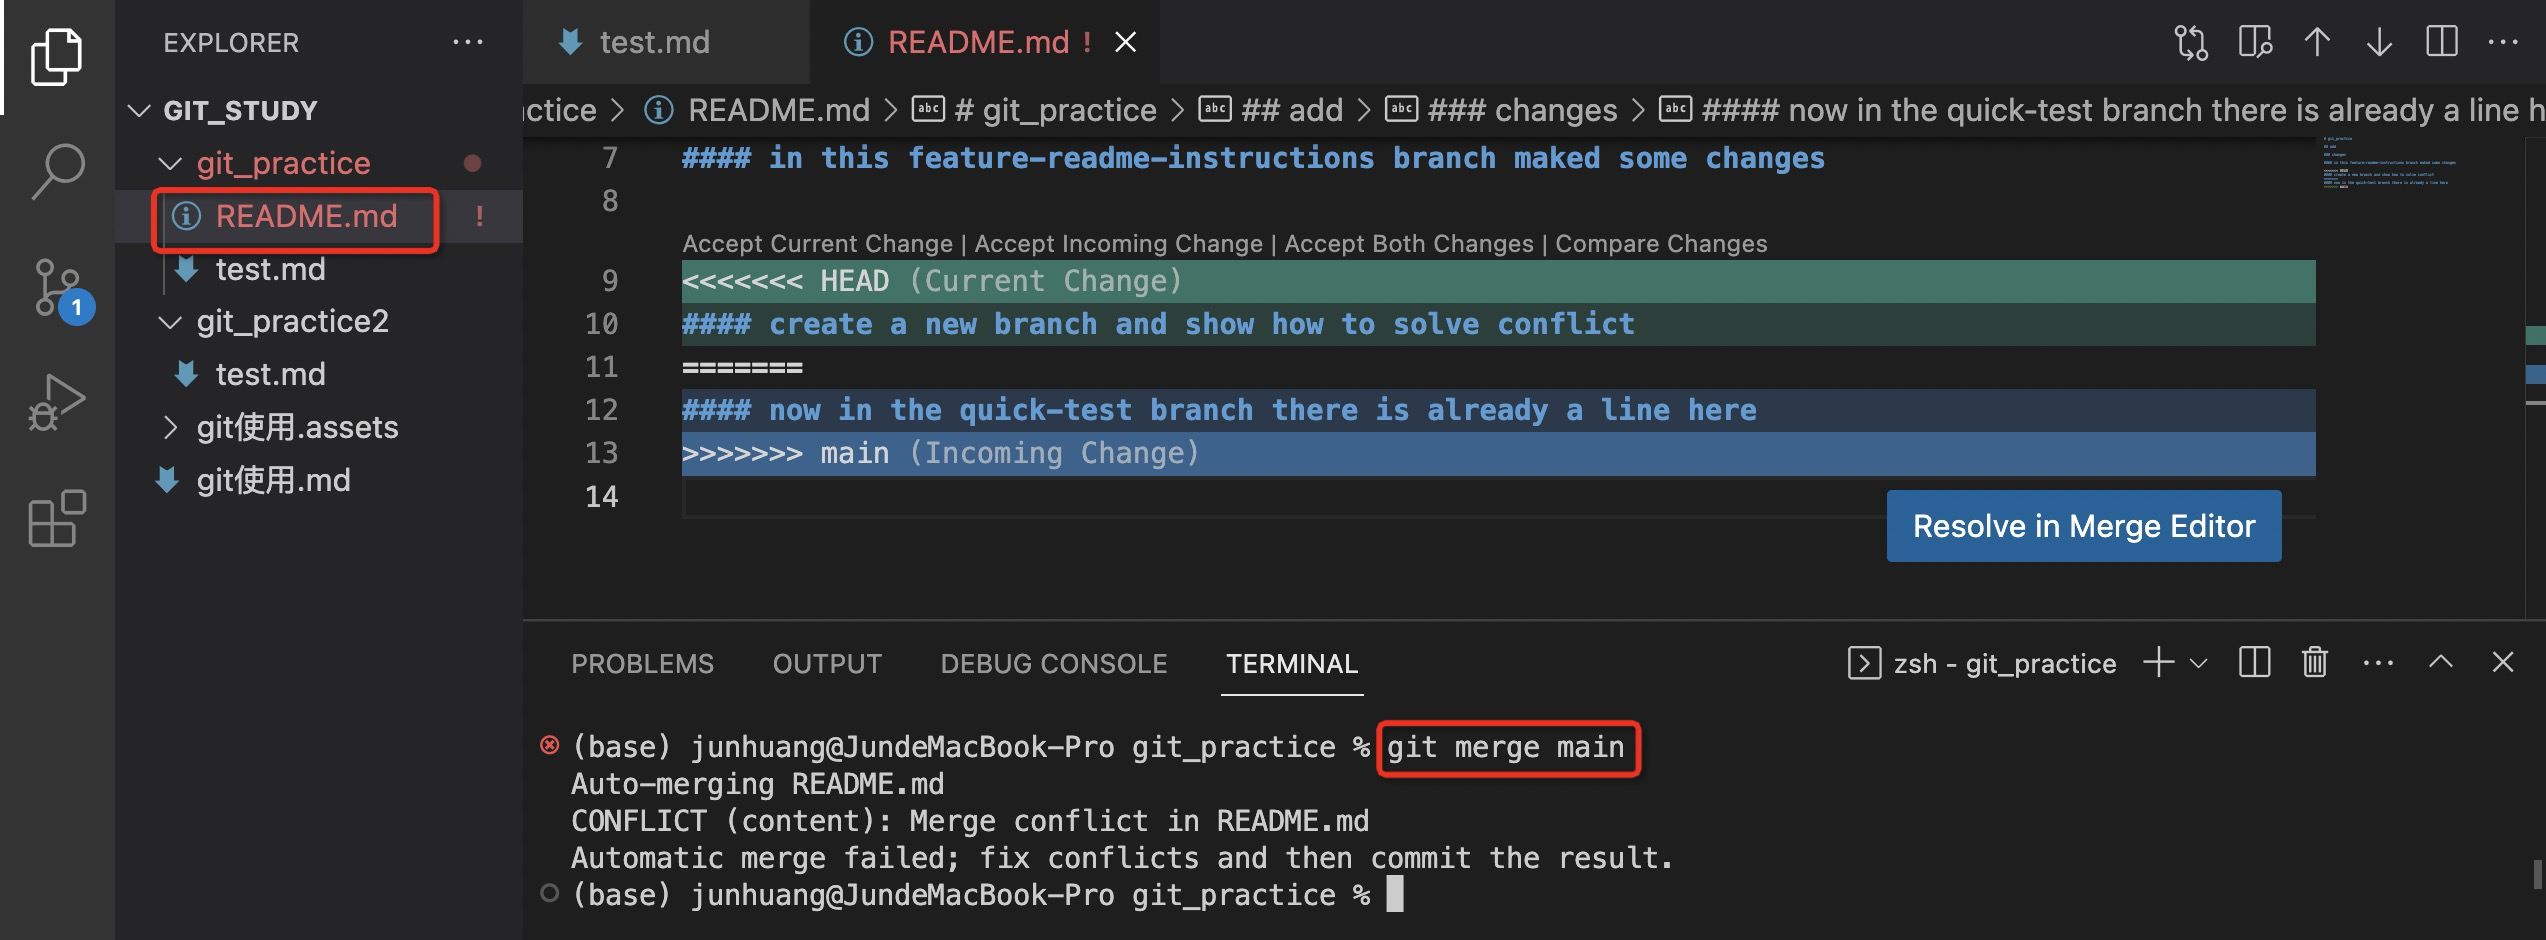 EXPLORER
GIT_STUDY
git_practice
README.md !
test.md
git_practice2
test.md
git使用.assets
git使用.md
1
test.md
README.md !
ctice > README.md > # git_practice > ## add > ### changes > #### now in the quick-test branch there is already a line h
7 #### in this feature-readme-instructions branch maked some changes
8
Accept Current Change | Accept Incoming Change | Accept Both Changes | Compare Changes
9 <<<<<<< HEAD (Current Change)
10 #### create a new branch and show how to solve conflict
11 =======
12 #### now in the quick-test branch there is already a line here
13 >>>>>>> main (Incoming Change)
14
Resolve in Merge Editor
PROBLEMS OUTPUT DEBUG CONSOLE TERMINAL
zsh - git_practice
(base) junhuang@JundeMacBook-Pro git_practice % git merge main
Auto-merging README.md
CONFLICT (content): Merge conflict in README.md
Automatic merge failed; fix conflicts and then commit the result.
(base) junhuang@JundeMacBook-Pro git_practice %